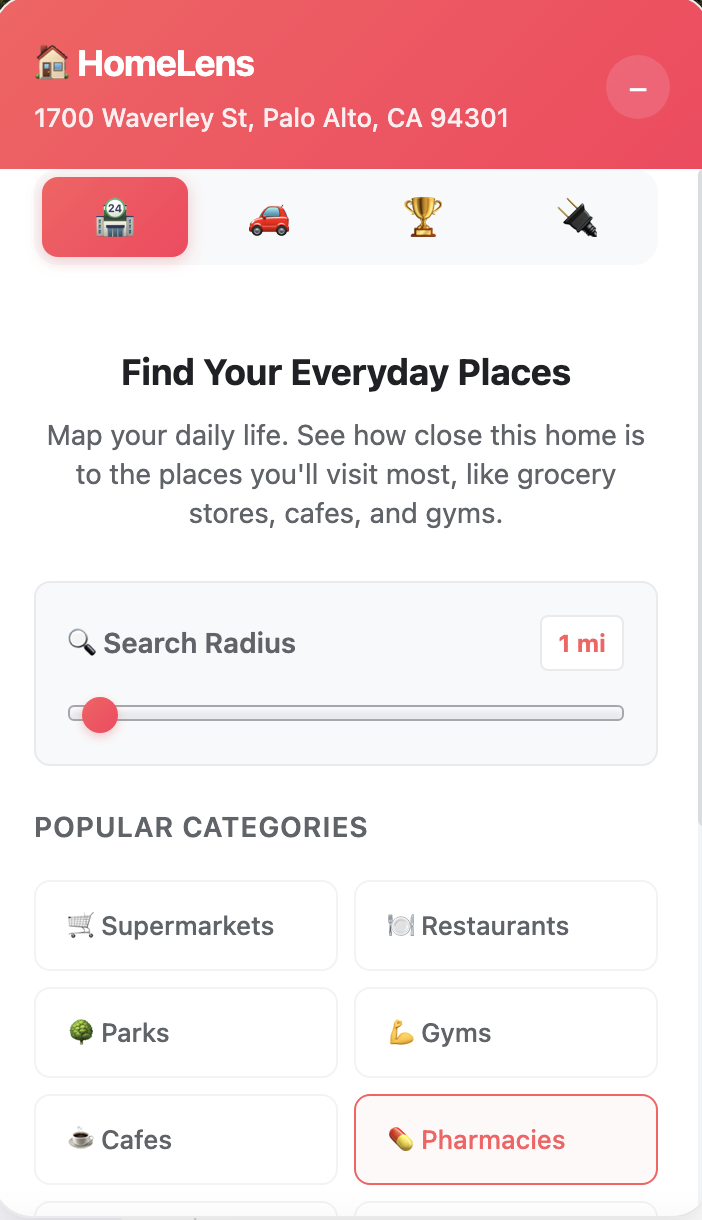 HomeLens
1700 Waverley St, Palo Alto, CA 94301
24
Find Your Everyday Places
Map your daily life. See how close this home is
to the places you'll visit most, like grocery
stores, cafes, and gyms.
Search Radius
1 mi
POPULAR CATEGORIES
Supermarkets
Restaurants
Parks
Gyms
Cafes
Pharmacies